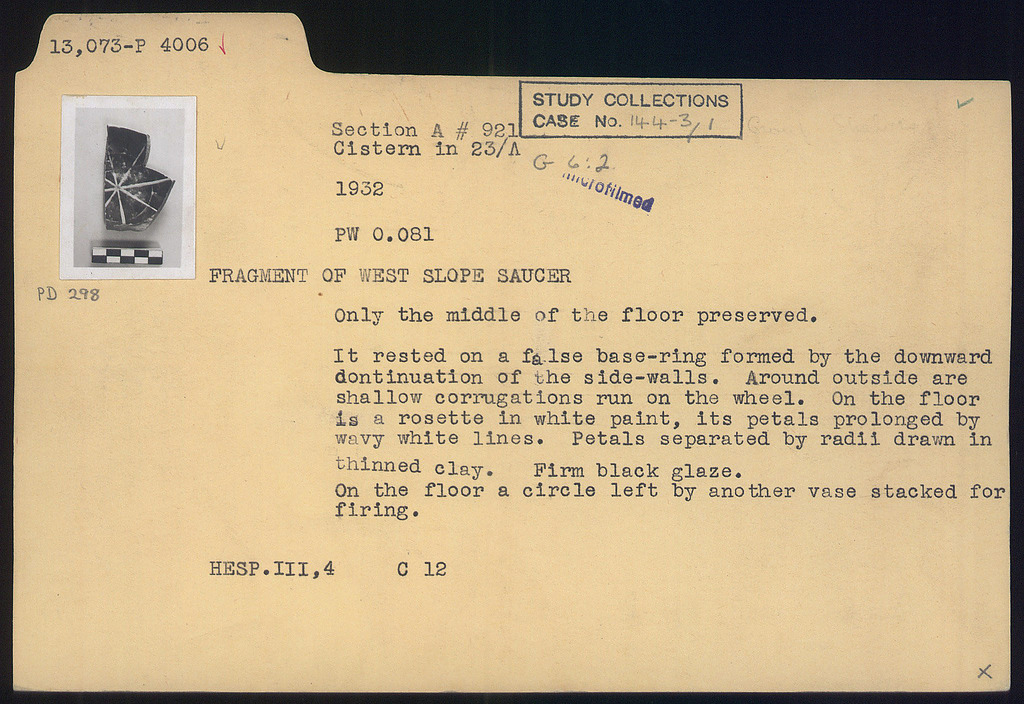 13,073-P 4006
STUDY COLLECTIONS
CASE No. 144-3/1
Section A # 921
Cistern in 23/Λ
G 6:2
microfilmed
1932
PW 0.081
PD 298
FRAGMENT OF WEST SLOPE SAUCER
Only the middle of the floor preserved.
It rested on a false base-ring formed by the downward
dontinuation of the side-walls. Around outside are
shallow corrugations run on the wheel. On the floor
is a rosette in white paint, its petals prolonged by
wavy white lines. Petals separated by radii drawn in
thinned clay. Firm black glaze.
On the floor a circle left by another vase stacked for
firing.
HESP.III,4 C 12
X